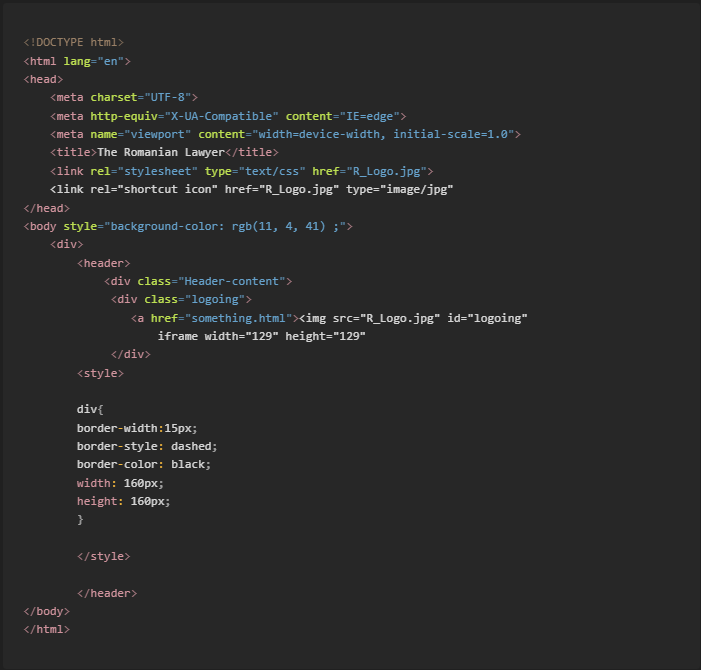 <!DOCTYPE html>
<html lang="en">
<head>
    <meta charset="UTF-8">
    <meta http-equiv="X-UA-Compatible" content="IE=edge">
    <meta name="viewport" content="width=device-width, initial-scale=1.0">
    <title>The Romanian Lawyer</title>
    <link rel="stylesheet" type="text/css" href="R_Logo.jpg">
    <link rel="shortcut icon" href="R_Logo.jpg" type="image/jpg"
</head>
<body style="background-color: rgb(11, 4, 41) ;">
    <div>
        <header>
            <div class="Header-content">
             <div class="logoing">
                <a href="something.html"><img src="R_Logo.jpg" id="logoing"
                    iframe width="129" height="129"
             </div>
        <style>
        div{
        border-width:15px;
        border-style: dashed;
        border-color: black;
        width: 160px;
        height: 160px;
        }
        </style>
        </header>
</body>
</html>